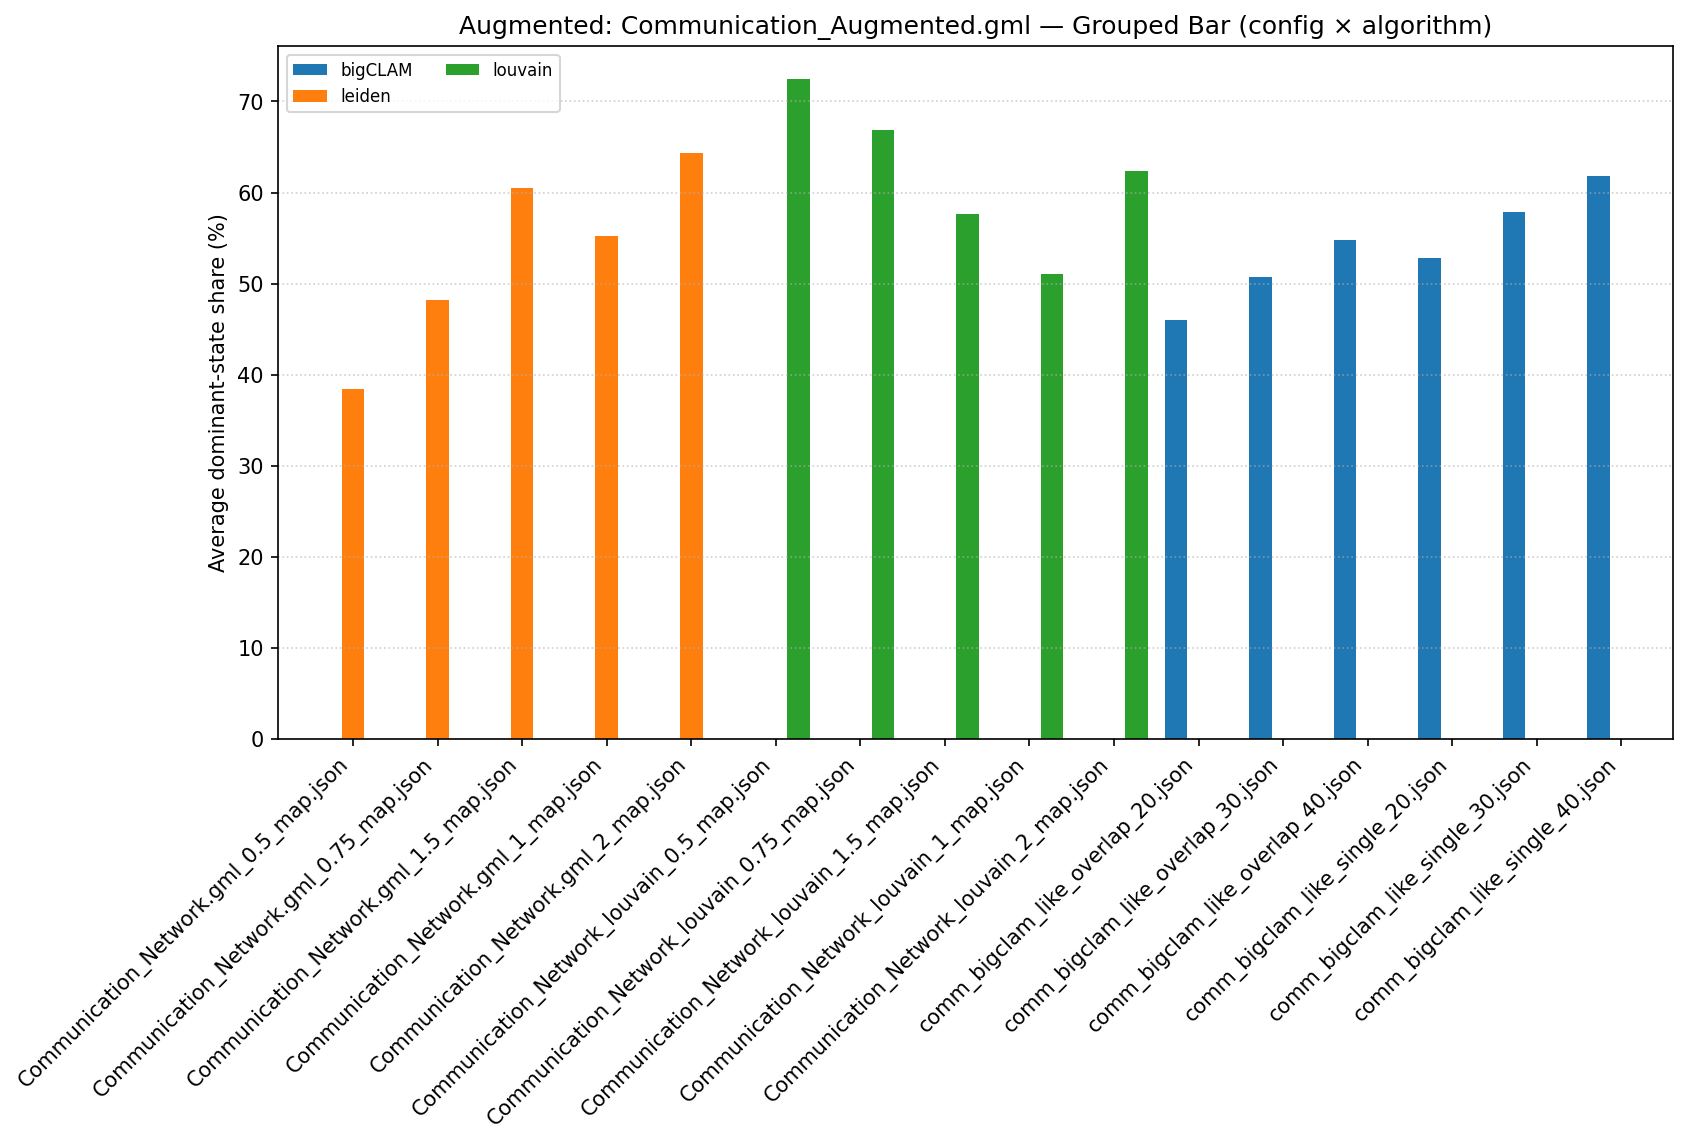 Augmented: Communication_Augmented.gml — Grouped Bar (config × algorithm)
bigCLAM
leiden
louvain
Average dominant-state share (%)
70
60
50
40
30
20
10
0
Communication_Network.gml_0.5_map.json
Communication_Network.gml_0.75_map.json
Communication_Network.gml_1.5_map.json
Communication_Network.gml_1_map.json
Communication_Network.gml_2_map.json
Communication_Network_louvain_0.5_map.json
Communication_Network_louvain_0.75_map.json
Communication_Network_louvain_1.5_map.json
Communication_Network_louvain_1_map.json
Communication_Network_louvain_2_map.json
comm_bigclam_like_overlap_20.json
comm_bigclam_like_overlap_30.json
comm_bigclam_like_overlap_40.json
comm_bigclam_like_single_20.json
comm_bigclam_like_single_30.json
comm_bigclam_like_single_40.json